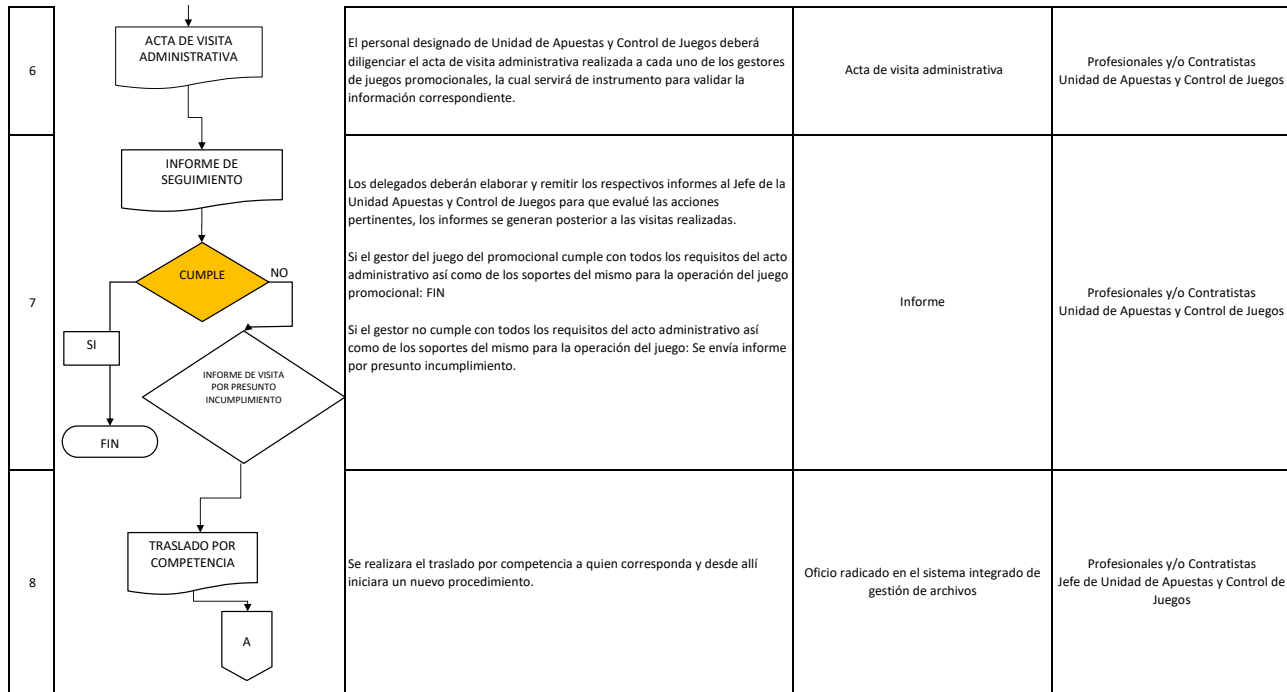 6
ACTA DE VISITA
ADMINISTRATIVA
El personal designado de Unidad de Apuestas y Control de Juegos deberá
diligenciar el acta de visita administrativa realizada a cada uno de los gestores
de juegos promocionales, la cual servirá de instrumento para validar la
información correspondiente.
Acta de visita administrativa
Profesionales y/o Contratistas
Unidad de Apuestas y Control de Juegos
7
INFORME DE
SEGUIMIENTO
CUMPLE
NO
SI
INFORME DE VISITA
POR PRESUNTO
INCUMPLIMIENTO
FIN
Los delegados deberán elaborar y remitir los respectivos informes al Jefe de la
Unidad Apuestas y Control de Juegos para que evalué las acciones
pertinentes, los informes se generan posterior a las visitas realizadas.
Si el gestor del juego del promocional cumple con todos los requisitos del acto
administrativo así como de los soportes del mismo para la operación del juego
promocional: FIN
Si el gestor no cumple con todos los requisitos del acto administrativo así
como de los soportes del mismo para la operación del juego: Se envía informe
por presunto incumplimiento.
Informe
Profesionales y/o Contratistas
Unidad de Apuestas y Control de Juegos
8
TRASLADO POR
COMPETENCIA
A
Se realizara el traslado por competencia a quien corresponda y desde allí
iniciara un nuevo procedimiento.
Oficio radicado en el sistema integrado de
gestión de archivos
Profesionales y/o Contratistas
Jefe de Unidad de Apuestas y Control de
Juegos